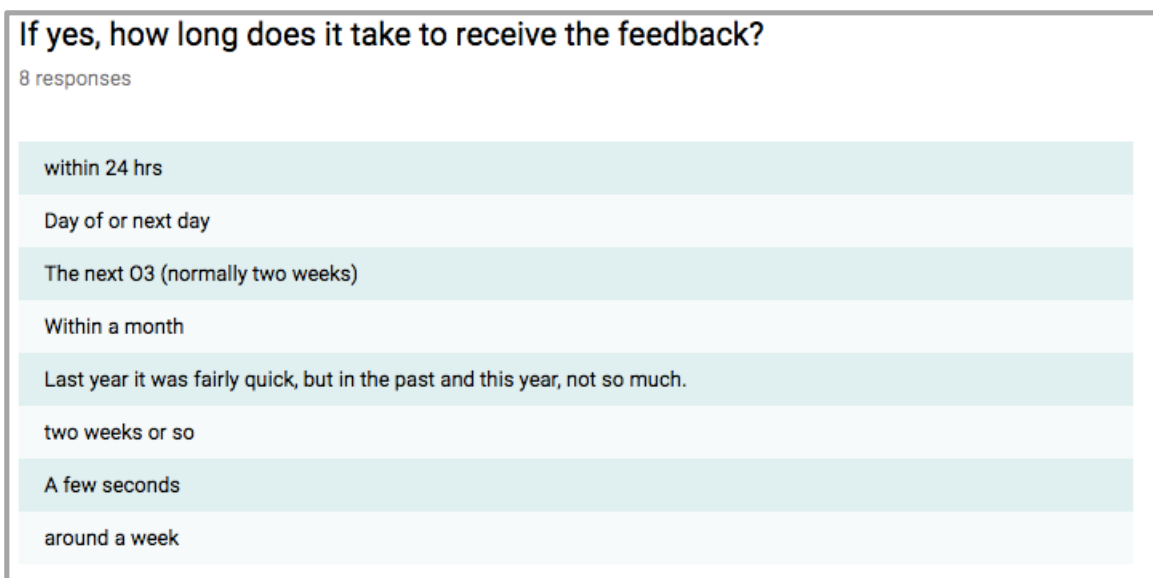 If yes, how long does it take to receive the feedback?
8 responses
within 24 hrs
Day of or next day
The next O3 (normally two weeks)
Within a month
Last year it was fairly quick, but in the past and this year, not so much.
two weeks or so
A few seconds
around a week